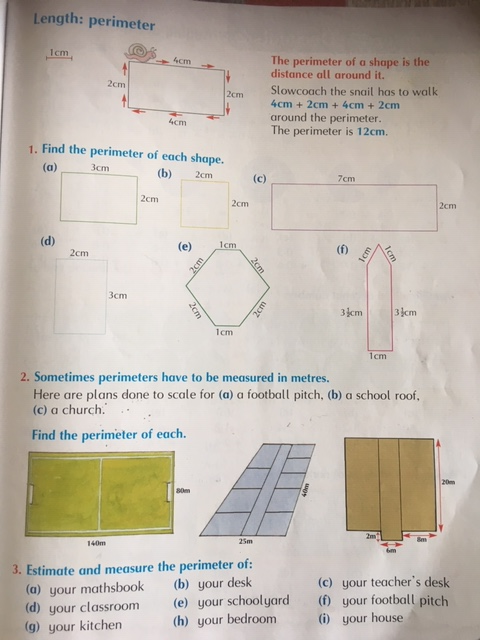 Length: perimeter
1cm
4cm
2cm
2cm
4cm
The perimeter of a shape is the
distance all around it.
Slowcoach the snail has to walk
4cm + 2cm + 4cm + 2cm
around the perimeter.
The perimeter is 12cm.
1. Find the perimeter of each shape.
(a) 3cm 2cm
(b) 2cm 2cm
(c) 7cm 2cm
(d) 2cm 3cm
(e) 1cm 2cm 2cm 2cm 2cm 1cm
(f) 1cm 1cm 3½cm 3½cm 1cm
2. Sometimes perimeters have to be measured in metres.
Here are plans done to scale for (a) a football pitch, (b) a school roof,
(c) a church.
Find the perimeter of each.
80m
140m
40m
25m
20m
2m
8m
6m
3. Estimate and measure the perimeter of:
(a) your mathsbook (b) your desk (c) your teacher's desk
(d) your classroom (e) your schoolyard (f) your football pitch
(g) your kitchen (h) your bedroom (i) your house